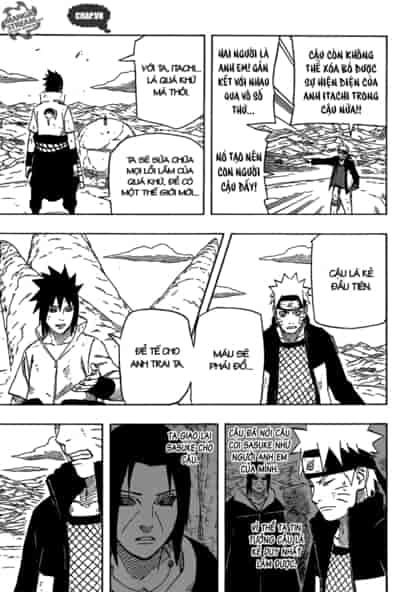 MANGA
STREAM
CHAP.VN
CẬU CÒN KHÔNG
THỂ XÓA BỎ ĐƯỢC
SỰ HIỆN DIỆN CỦA
ANH ITACHI TRONG
CẬU NỮA!!
HAI NGƯỜI LÀ
ANH EM! GẮN
KẾT VỚI NHAU
QUA VÔ SỐ
THỨ...
NÓ TẠO NÊN
CON NGƯỜI
CẬU ĐẤY!
VỚI TA, ITACHI...
LÀ QUÁ KHỨ
MÀ THÔI.
TA SẼ SỬA CHỮA
MỌI LỖI LẦM CỦA
QUÁ KHỨ, ĐỂ CÓ
MỘT THẾ GIỚI MỚI...
CẬU LÀ KẺ
ĐẦU TIÊN.
MÁU SẼ
PHẢI ĐỔ...
ĐỂ TẾ CHO
ANH TRAI TA.
CẬU ĐÃ NÓI CẬU
COI SASUKE NHƯ
NGƯỜI ANH EM
CỦA MÌNH.
VÌ THẾ TA TIN
TƯỞNG CẬU LÀ
KẺ DUY NHẤT
LÀM ĐƯỢC.
TA GIAO LẠI
SASUKE CHO
CẬU.